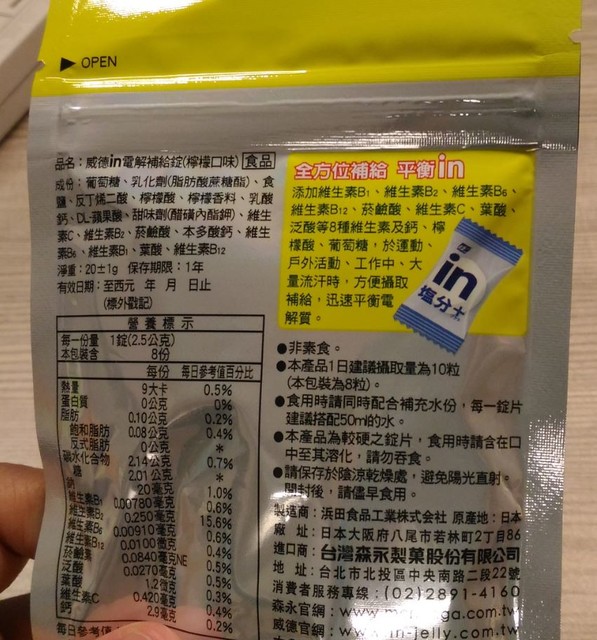 OPEN
品名：威德in電解補給錠(檸檬口味) 食品
成份：葡萄糖、乳化劑(脂肪酸蔗糖酯)、食
鹽、反丁烯二酸、檸檬酸、檸檬香料、乳酸
鈣、DL-蘋果酸、甜味劑(醋磺內酯鉀)、維生
素C、維生素B₂、菸鹼酸、本多酸鈣、維生
素B₆、維生素B₁、葉酸、維生素B₁₂
淨重：20±1g 保存期限：1年
有效日期：至西元 年 月 日止
(標外戳記)
營養標示
每一份量 1錠(2.5公克)
本包裝含 8份
每份 每日參考值百分比
熱量 9大卡 0.5%
蛋白質 0公克 0%
脂肪 0.10公克 0.2%
飽和脂肪 0.08公克 0.4%
反式脂肪 0公克 *
碳水化合物 2.14公克 0.7%
糖 2.01公克 *
鈉 20毫克 1.0%
維生素B₁ 0.00780毫克 0.6%
維生素B₂ 0.250毫克 15.6%
維生素B₆ 0.00910毫克 0.6%
維生素B₁₂ 0.0100微克 0.4%
菸鹼素 0.0840毫克NE 0.5%
泛酸 0.0270毫克 0.5%
葉酸 1.2微克 0.3%
維生素C 0.420毫克 0.4%
鈣 2.9毫克 0.2%
每日參考值
全方位補給 平衡in
添加維生素B₁、維生素B₂、維生素B₆、
維生素B₁₂、菸鹼酸、維生素C、葉酸、
泛酸等8種維生素及鈣、檸
檬酸、葡萄糖，於運動、
戶外活動、工作中、大
量流汗時，方便攝取
補給，迅速平衡電
解質。
in
塩分+
●非素食。
●本產品1日建議攝取量為10粒
(本包裝為8粒)。
●食用時請同時配合補充水份，每一錠片
建議搭配50ml的水。
●本產品為較硬之錠片，食用時請含在口
中至其溶化，請勿吞食。
●請保存於陰涼乾燥處，避免陽光直射。
開封後，請儘早食用。
製造商：浜田食品工業株式会社 原產地：日本
廠 址：日本大阪府八尾市若林町2丁目86
進口商：台灣森永製菓股份有限公司
地 址：台北市北投區中央南路二段22號
消費者服務專線：(02)2891-4160
森永官網：www ga.com.tw
威德官網：www in-jelly.com.tw